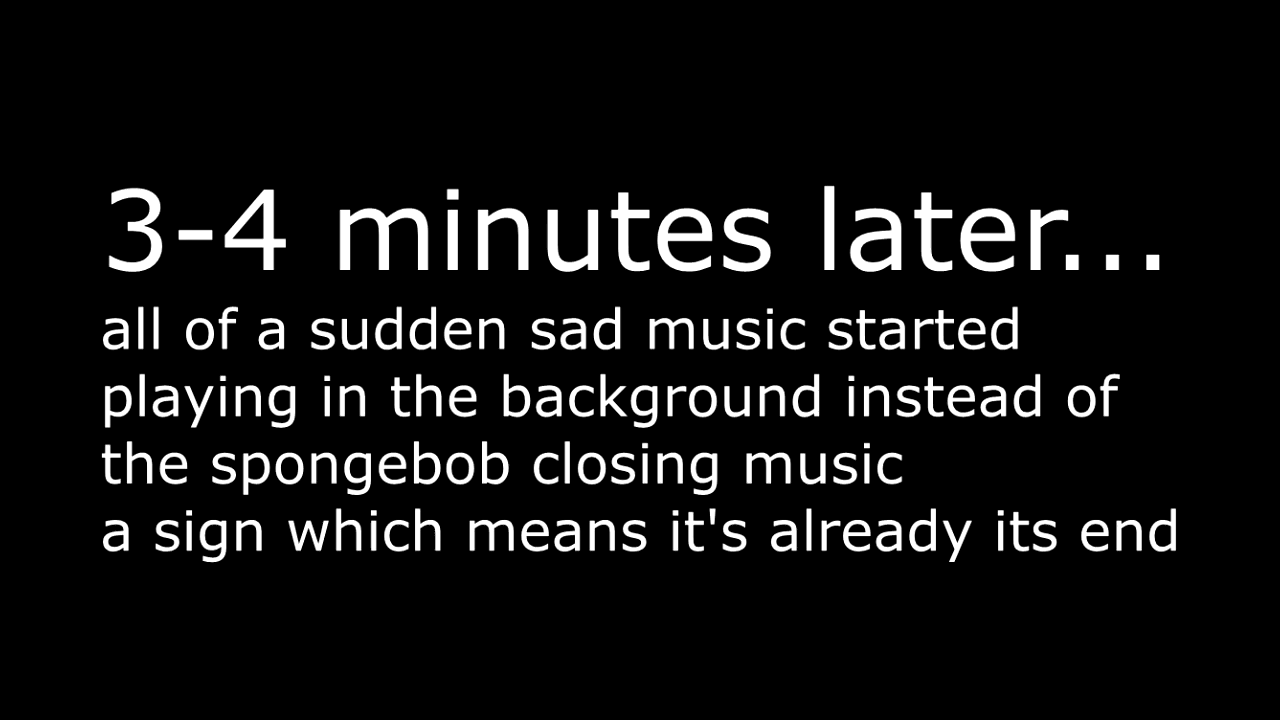 3-4 minutes later...
all of a sudden sad music started
playing in the background instead of
the spongebob closing music
a sign which means it's already its end